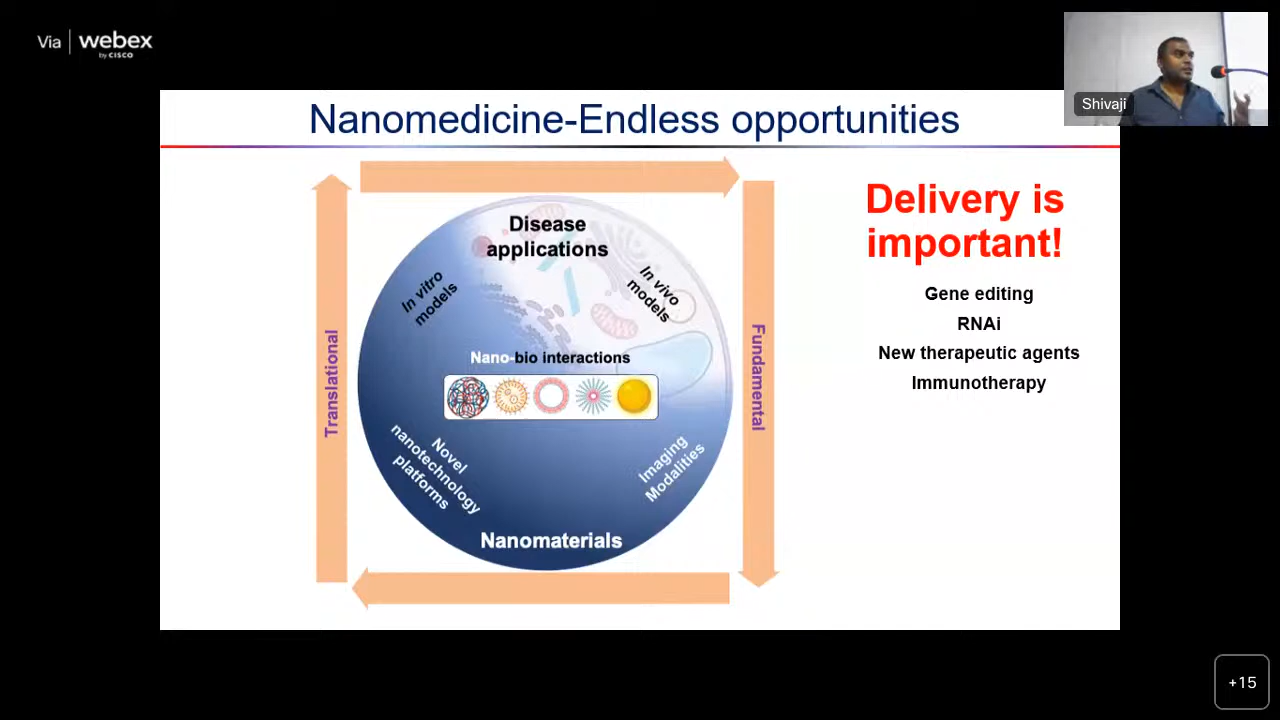 Via webex
by CISCO
Shivaji
Nanomedicine-Endless opportunities
Disease
applications
In vitro
models
In vivo
models
Nano-bio interactions
Novel
nanotechnology
platforms
Imaging
Modalities
Nanomaterials
Translational
Fundamental
Delivery is
important!
Gene editing
RNAi
New therapeutic agents
Immunotherapy
+15